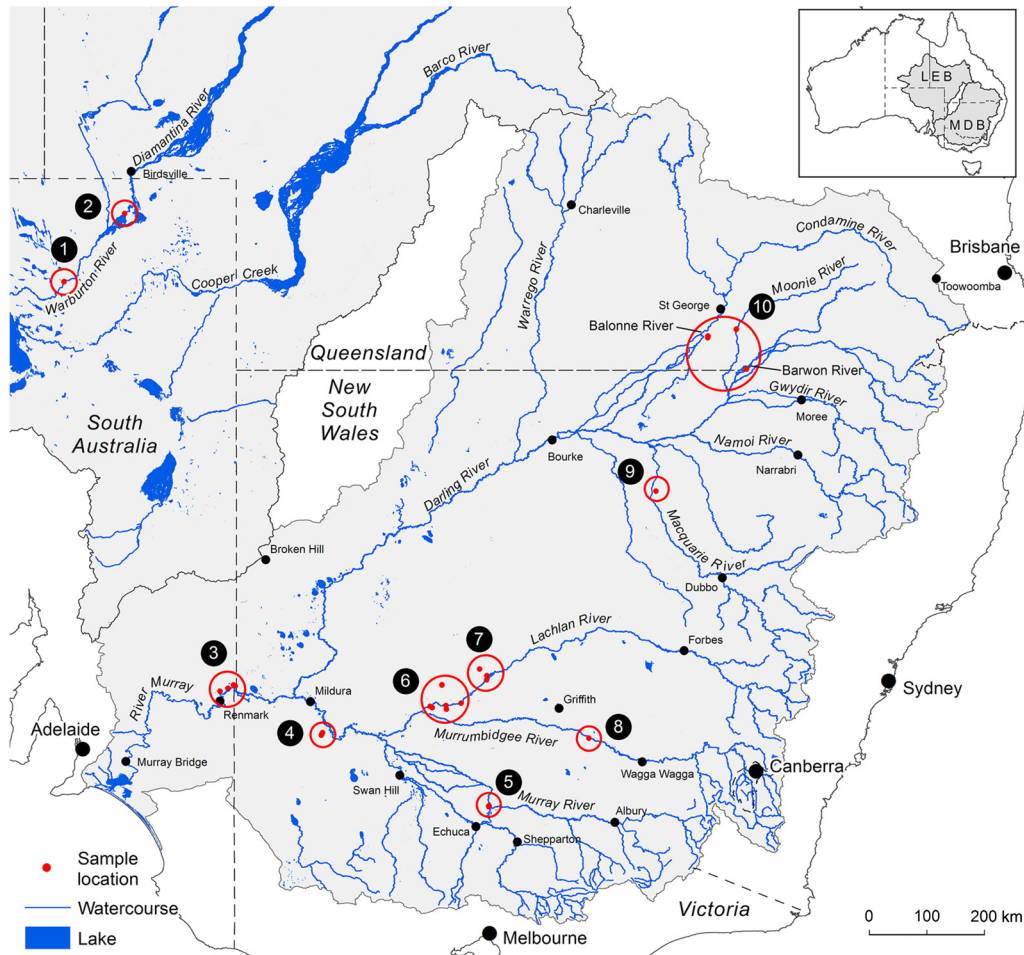 LEB
MDB
Barco River
Diamantina River
Birdsville
2
1
Warburton River
Cooperl Creek
Charleville
Warrego River
Condamine River
Brisbane
Moonie River
Toowoomba
St George
10
Balonne River
Queensland
Barwon River
New
South
Wales
Gwydir River
Moree
South
Australia
Namoi River
Bourke
Narrabri
9
Darling River
Macquarie River
Broken Hill
Dubbo
7
Lachlan River
Forbes
3
6
River Murray
Mildura
Griffith
Sydney
Renmark
Adelaide
4
8
Murrumbidgee River
Murray Bridge
Wagga Wagga
Canberra
Swan Hill
5
Murray River
Albury
Echuca
Shepparton
Sample
location
Watercourse
Lake
Victoria
Melbourne
0 100 200 km